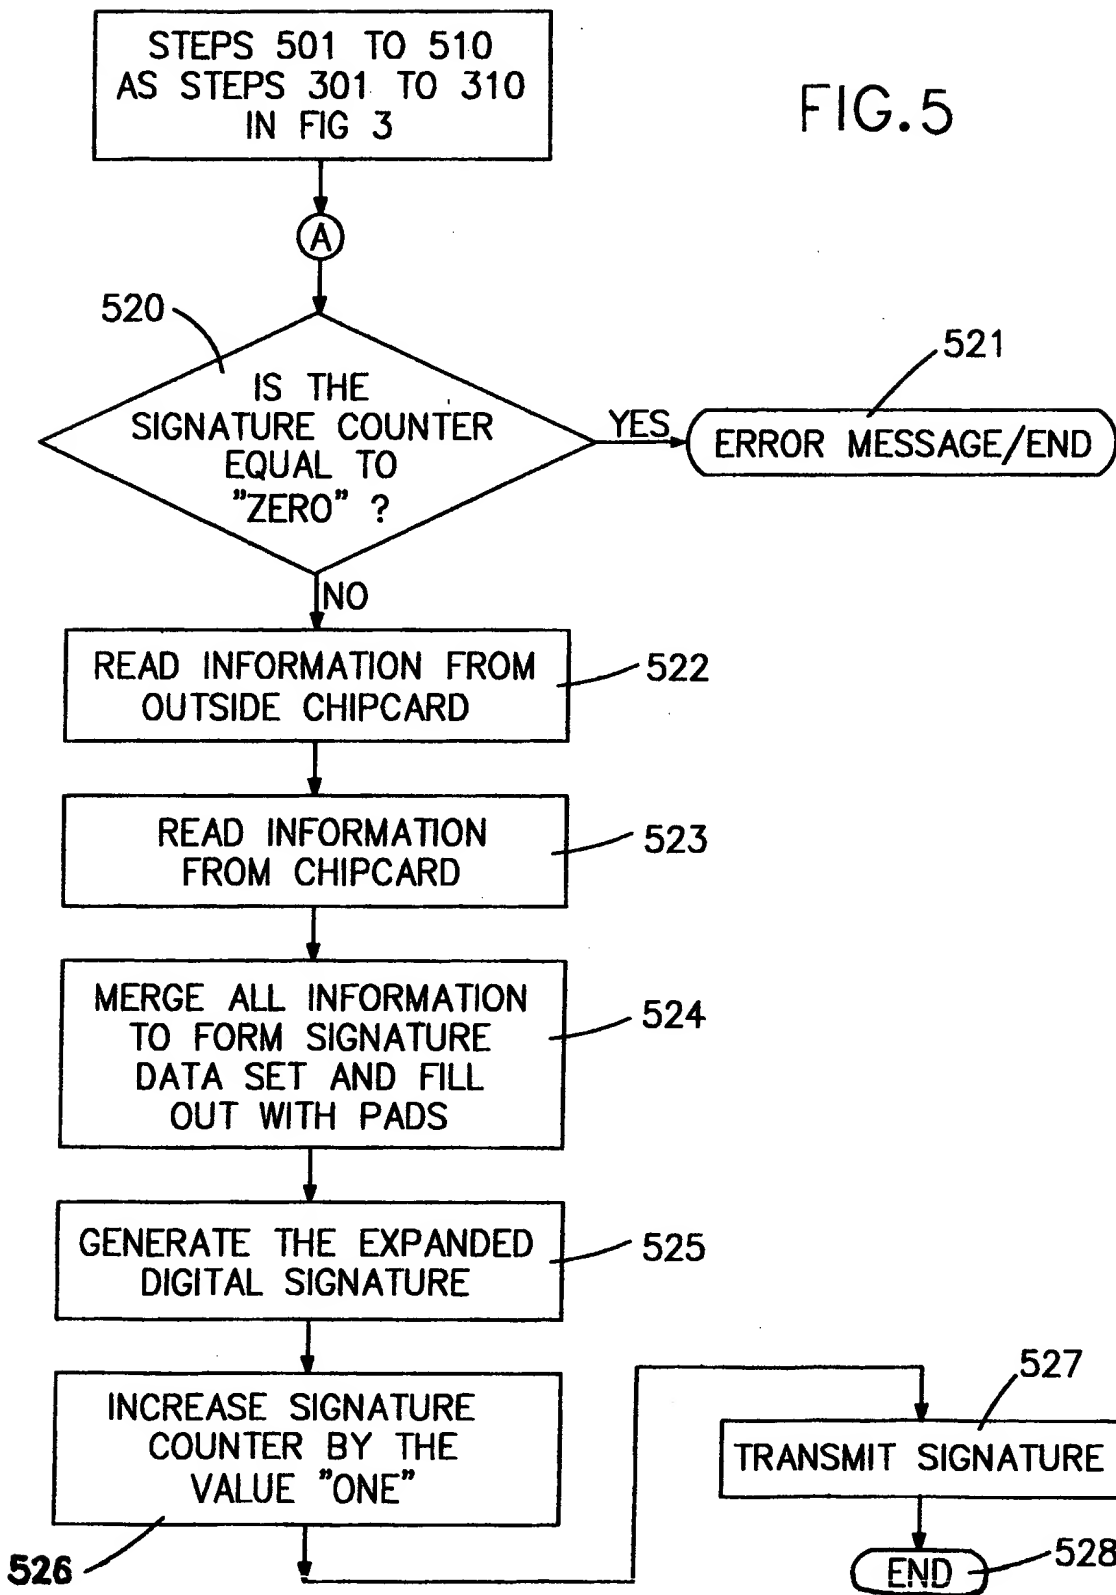 STEPS 501 TO 510
AS STEPS 301 TO 310
IN FIG 3
FIG.5
A
520
IS THE
SIGNATURE COUNTER
EQUAL TO
"ZERO" ?
YES
521
ERROR MESSAGE/END
NO
READ INFORMATION FROM
OUTSIDE CHIPCARD
522
READ INFORMATION
FROM CHIPCARD
523
MERGE ALL INFORMATION
TO FORM SIGNATURE
DATA SET AND FILL
OUT WITH PADS
524
GENERATE THE EXPANDED
DIGITAL SIGNATURE
525
INCREASE SIGNATURE
COUNTER BY THE
VALUE "ONE"
526
527
TRANSMIT SIGNATURE
END
528